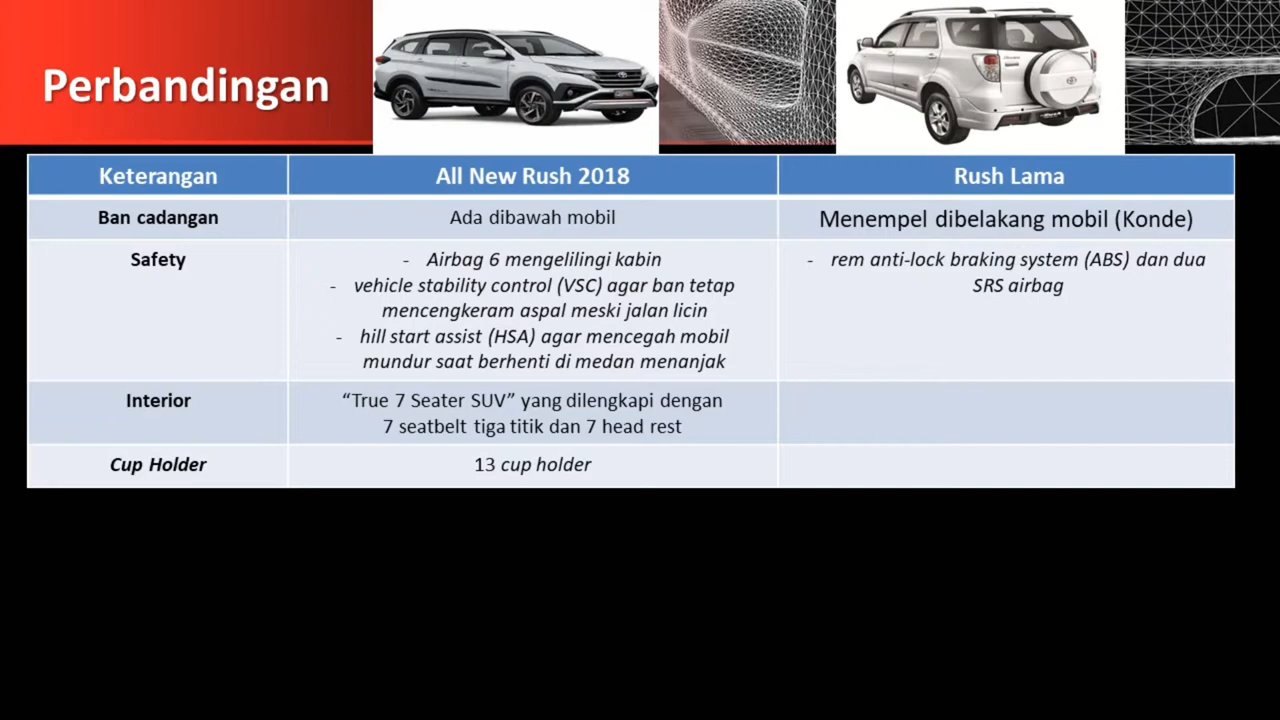 Perbandingan
Keterangan
All New Rush 2018
Rush Lama
Ban cadangan
Ada dibawah mobil
Menempel dibelakang mobil (Konde)
Safety
- Airbag 6 mengelilingi kabin
- vehicle stability control (VSC) agar ban tetap
mencengkeram aspal meski jalan licin
- hill start assist (HSA) agar mencegah mobil
mundur saat berhenti di medan menanjak
- rem anti-lock braking system (ABS) dan dua
SRS airbag
Interior
“True 7 Seater SUV” yang dilengkapi dengan
7 seatbelt tiga titik dan 7 head rest
Cup Holder
13 cup holder